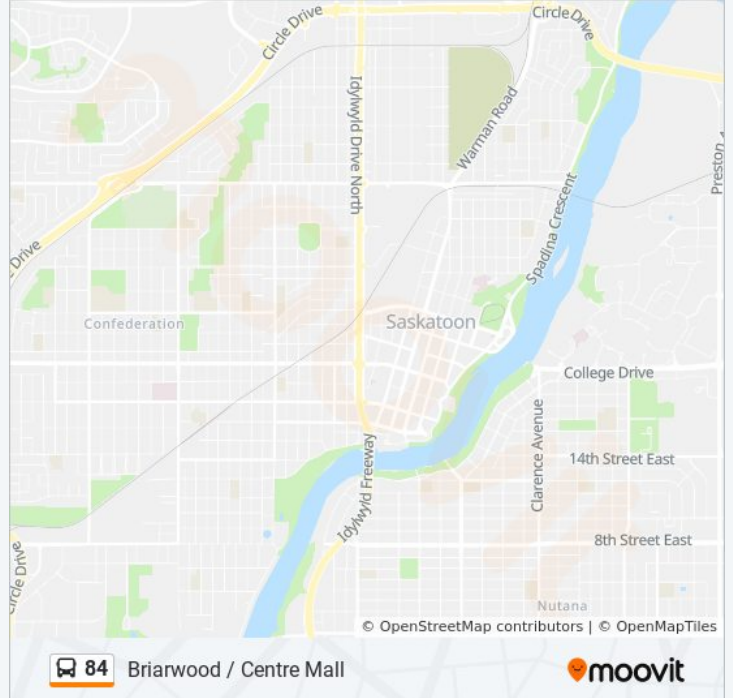 Circle Drive
Circle Drive
Idylwyld Drive North
Warman Road
Preston
Spadina Crescent
Drive
Confederation
Saskatoon
College Drive
Clarence Avenue
14th Street East
Idylwyld Freeway
8th Street East
Circle Drive
Nutana
© OpenStreetMap contributors | © OpenMapTiles
84 Briarwood / Centre Mall
moovit